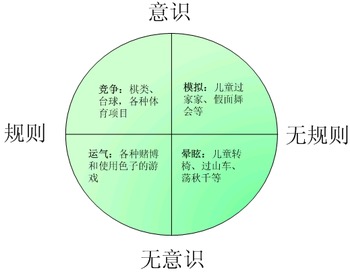 意识
竞争：棋类、
台球，各种体
育项目
模拟：儿童过
家家、假面舞
会等
规则
无规则
运气：各种赌博
和使用色子的游
戏
晕眩：儿童转
椅、过山车、
荡秋千等
无意识